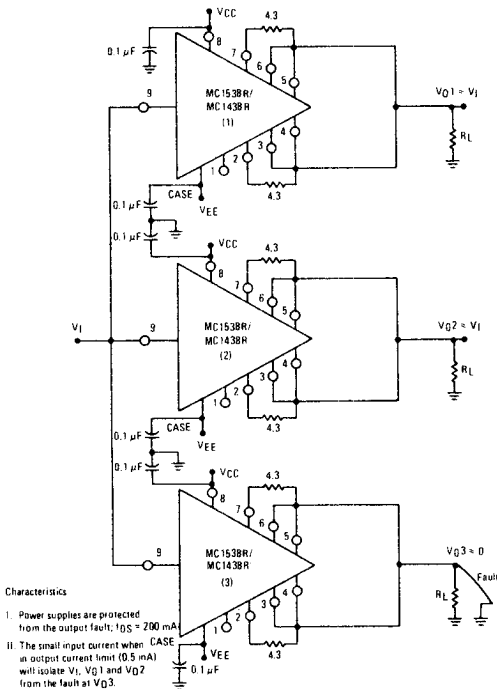 VCC
0.1 µF
8
4.3
7
6
5
9
MC1538R/
MC1438R
(1)
VO1 ≈ VI
4
3
2
1
RL
4.3
CASE
0.1 µF
VEE
0.1 µF
VCC
4.3
8
7
6
5
VI
9
MC1538R/
MC1438R
(2)
VO2 ≈ VI
4
3
2
1
RL
4.3
CASE
0.1 µF
VEE
0.1 µF
VCC
4.3
8
7
6
5
9
MC1538R/
MC1438R
(3)
VO3 ≈ 0
Fault
4
3
2
1
RL
4.3
CASE
VEE
0.1 µF
Characteristics
I. Power supplies are protected
from the output fault; IOS = 200 mA
II. The small input current when
in output current limit (0.5 mA)
will isolate VI, VO1 and VO2
from the fault at VO3.